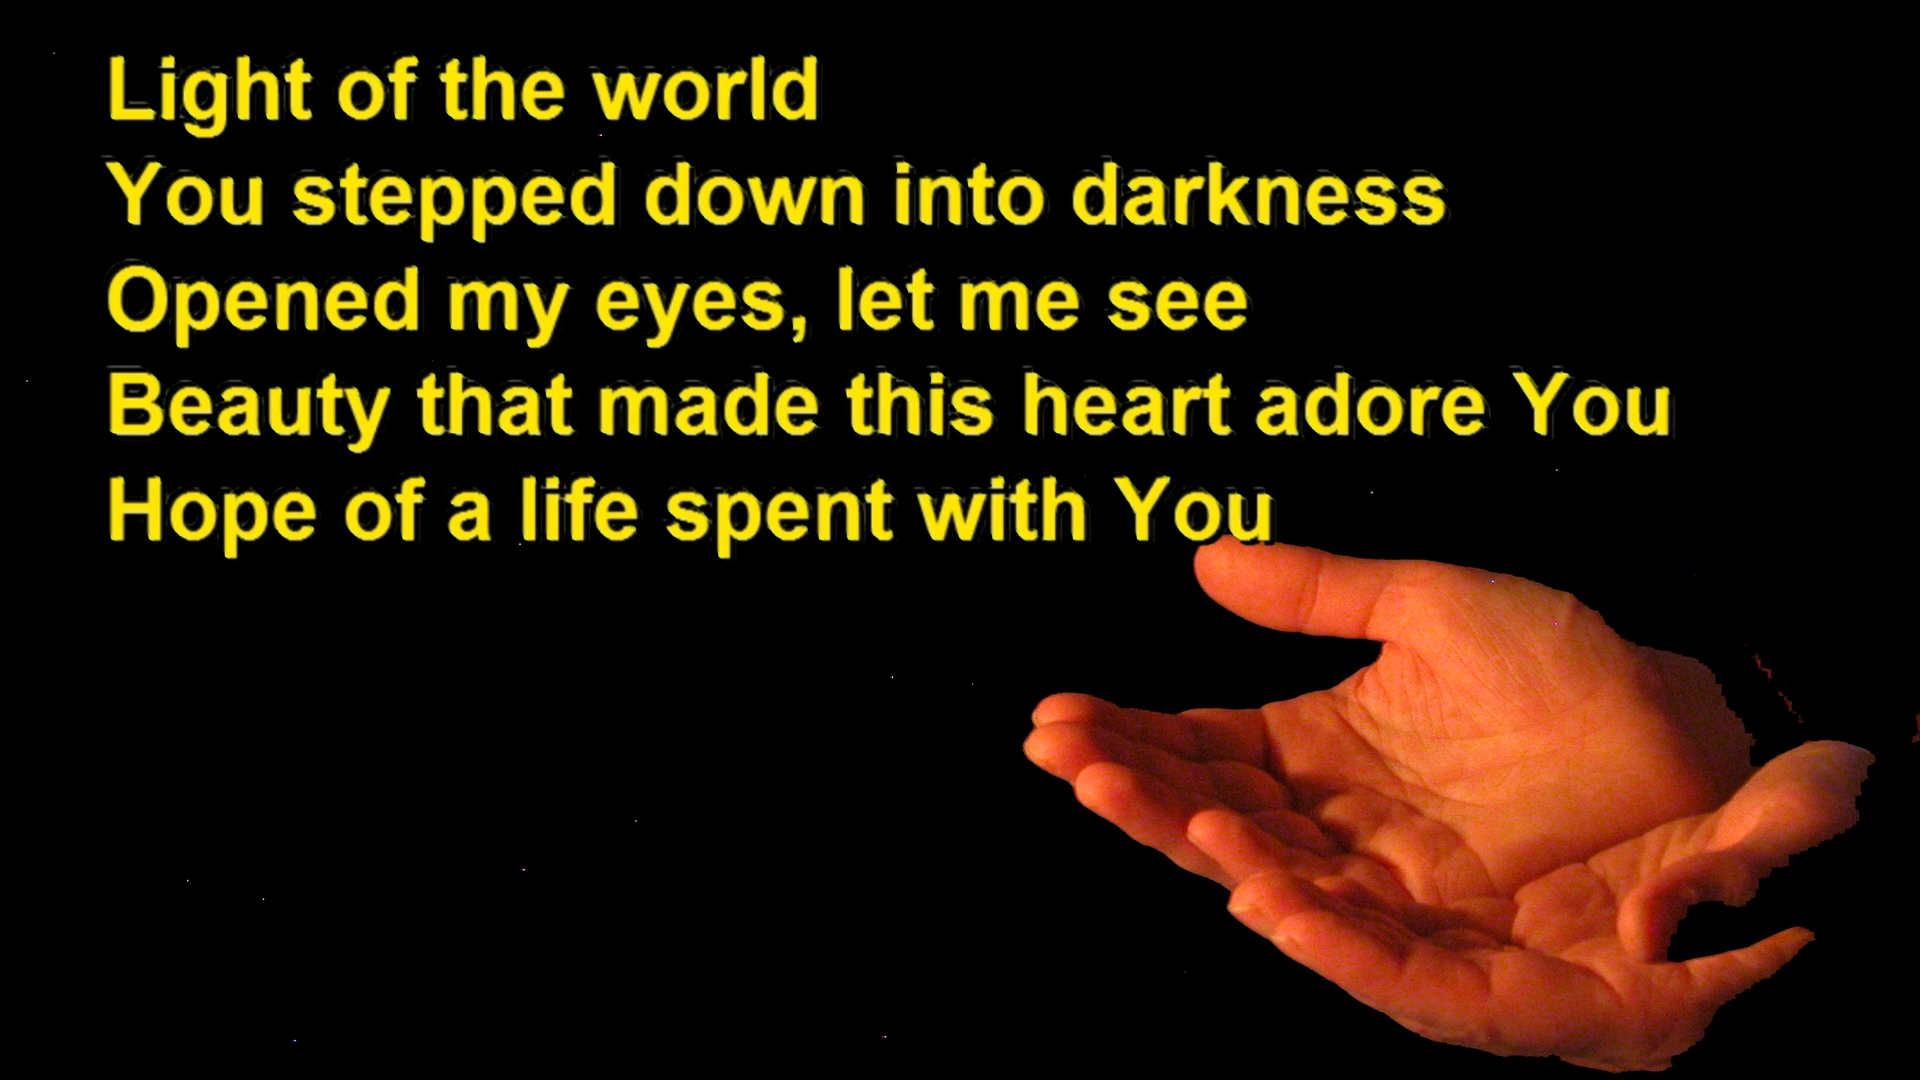 Light of the world
You stepped down into darkness
Opened my eyes, let me see
Beauty that made this heart adore You
Hope of a life spent with You